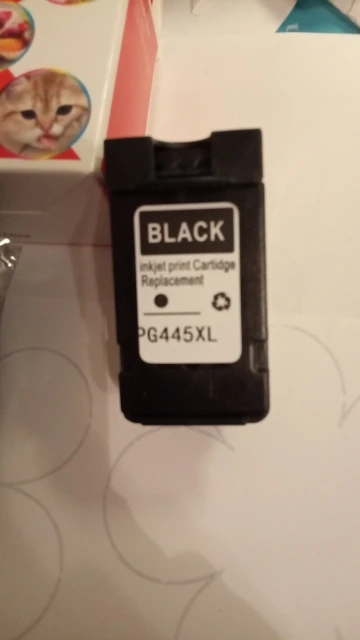 BLACK
inkjet print Cartidge
Replacement
PG445XL